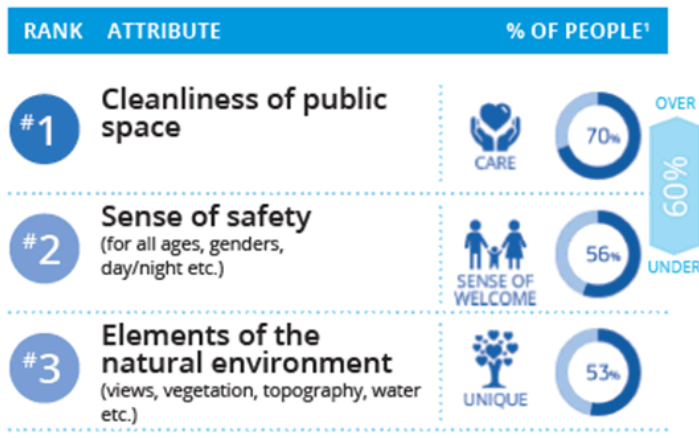 RANK ATTRIBUTE % OF PEOPLE¹
#1 Cleanliness of public
space
CARE
70%
OVER
60%
UNDER
#2 Sense of safety
(for all ages, genders,
day/night etc.)
SENSE OF
WELCOME
56%
#3 Elements of the
natural environment
(views, vegetation, topography, water
etc.)
UNIQUE
53%